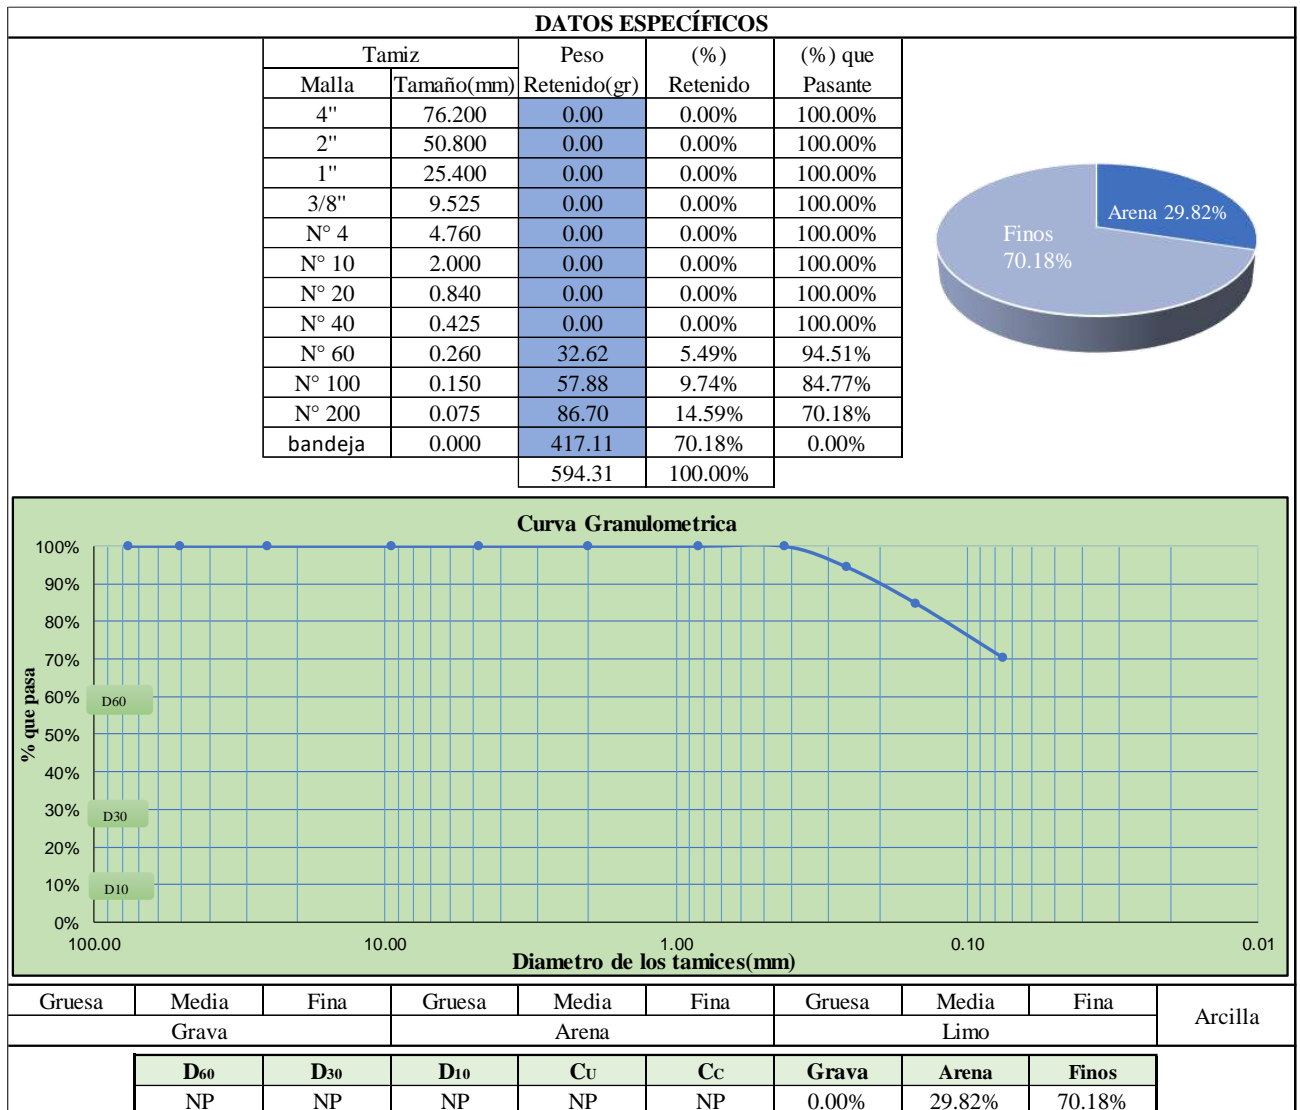 DATOS ESPECÍFICOS
Tamiz Peso (%) (%) que
Malla Tamaño(mm) Retenido(gr) Retenido Pasante
4" 76.200 0.00 0.00% 100.00%
2" 50.800 0.00 0.00% 100.00%
1" 25.400 0.00 0.00% 100.00%
3/8" 9.525 0.00 0.00% 100.00%
N° 4 4.760 0.00 0.00% 100.00%
N° 10 2.000 0.00 0.00% 100.00%
N° 20 0.840 0.00 0.00% 100.00%
N° 40 0.425 0.00 0.00% 100.00%
N° 60 0.260 32.62 5.49% 94.51%
N° 100 0.150 57.88 9.74% 84.77%
N° 200 0.075 86.70 14.59% 70.18%
bandeja 0.000 417.11 70.18% 0.00%
594.31 100.00%
Arena 29.82%
Finos
70.18%
Curva Granulometrica
% que pasa
100%
90%
80%
70%
60%
50%
40%
30%
20%
10%
0%
D60
D30
D10
100.00 10.00 1.00 0.10 0.01
Diametro de los tamices(mm)
Gruesa Media Fina Gruesa Media Fina Gruesa Media Fina Arcilla
Grava Arena Limo
D60 D30 D10 CU CC Grava Arena Finos
NP NP NP NP NP 0.00% 29.82% 70.18%